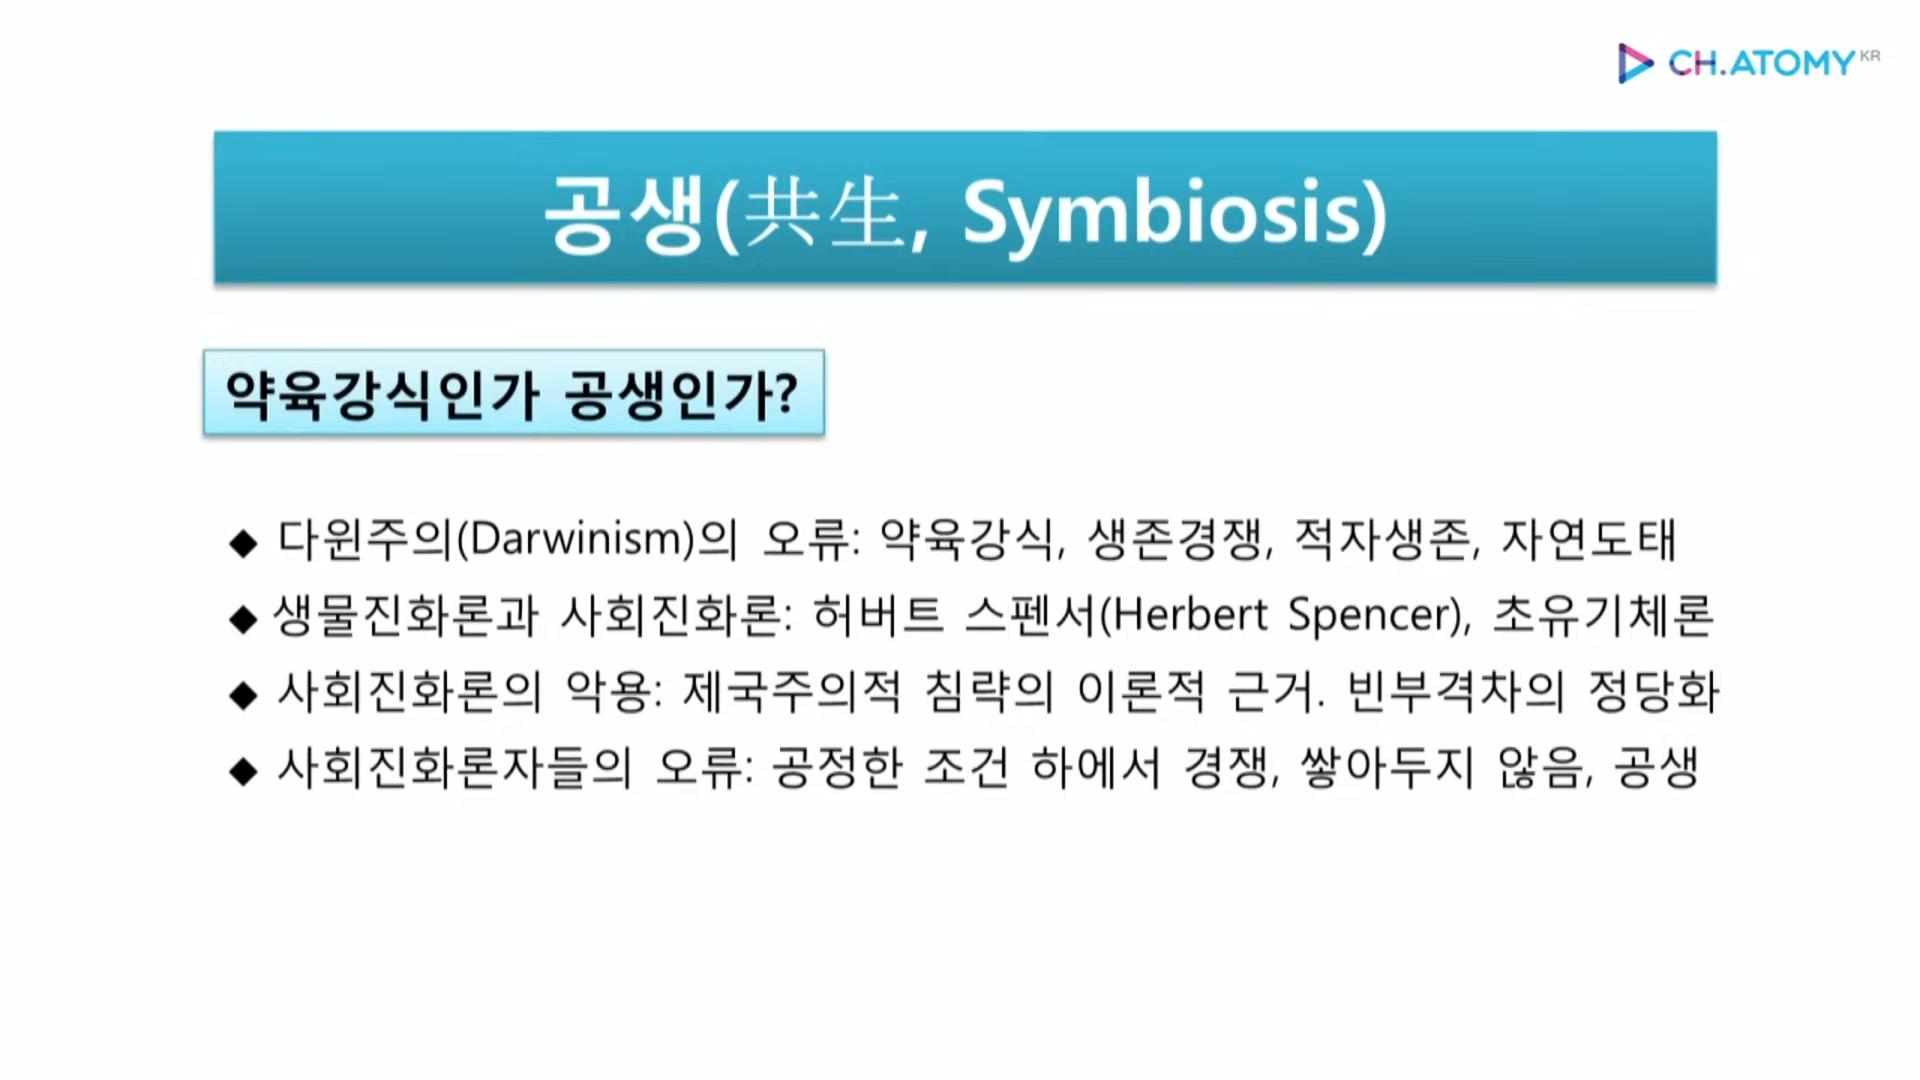 CH.ATOMY KR
공생(共生, Symbiosis)
약육강식인가 공생인가?
◆ 다윈주의(Darwinism)의 오류: 약육강식, 생존경쟁, 적자생존, 자연도태
◆ 생물진화론과 사회진화론: 허버트 스펜서(Herbert Spencer), 초유기체론
◆ 사회진화론의 악용: 제국주의적 침략의 이론적 근거. 빈부격차의 정당화
◆ 사회진화론자들의 오류: 공정한 조건 하에서 경쟁, 쌓아두지 않음, 공생